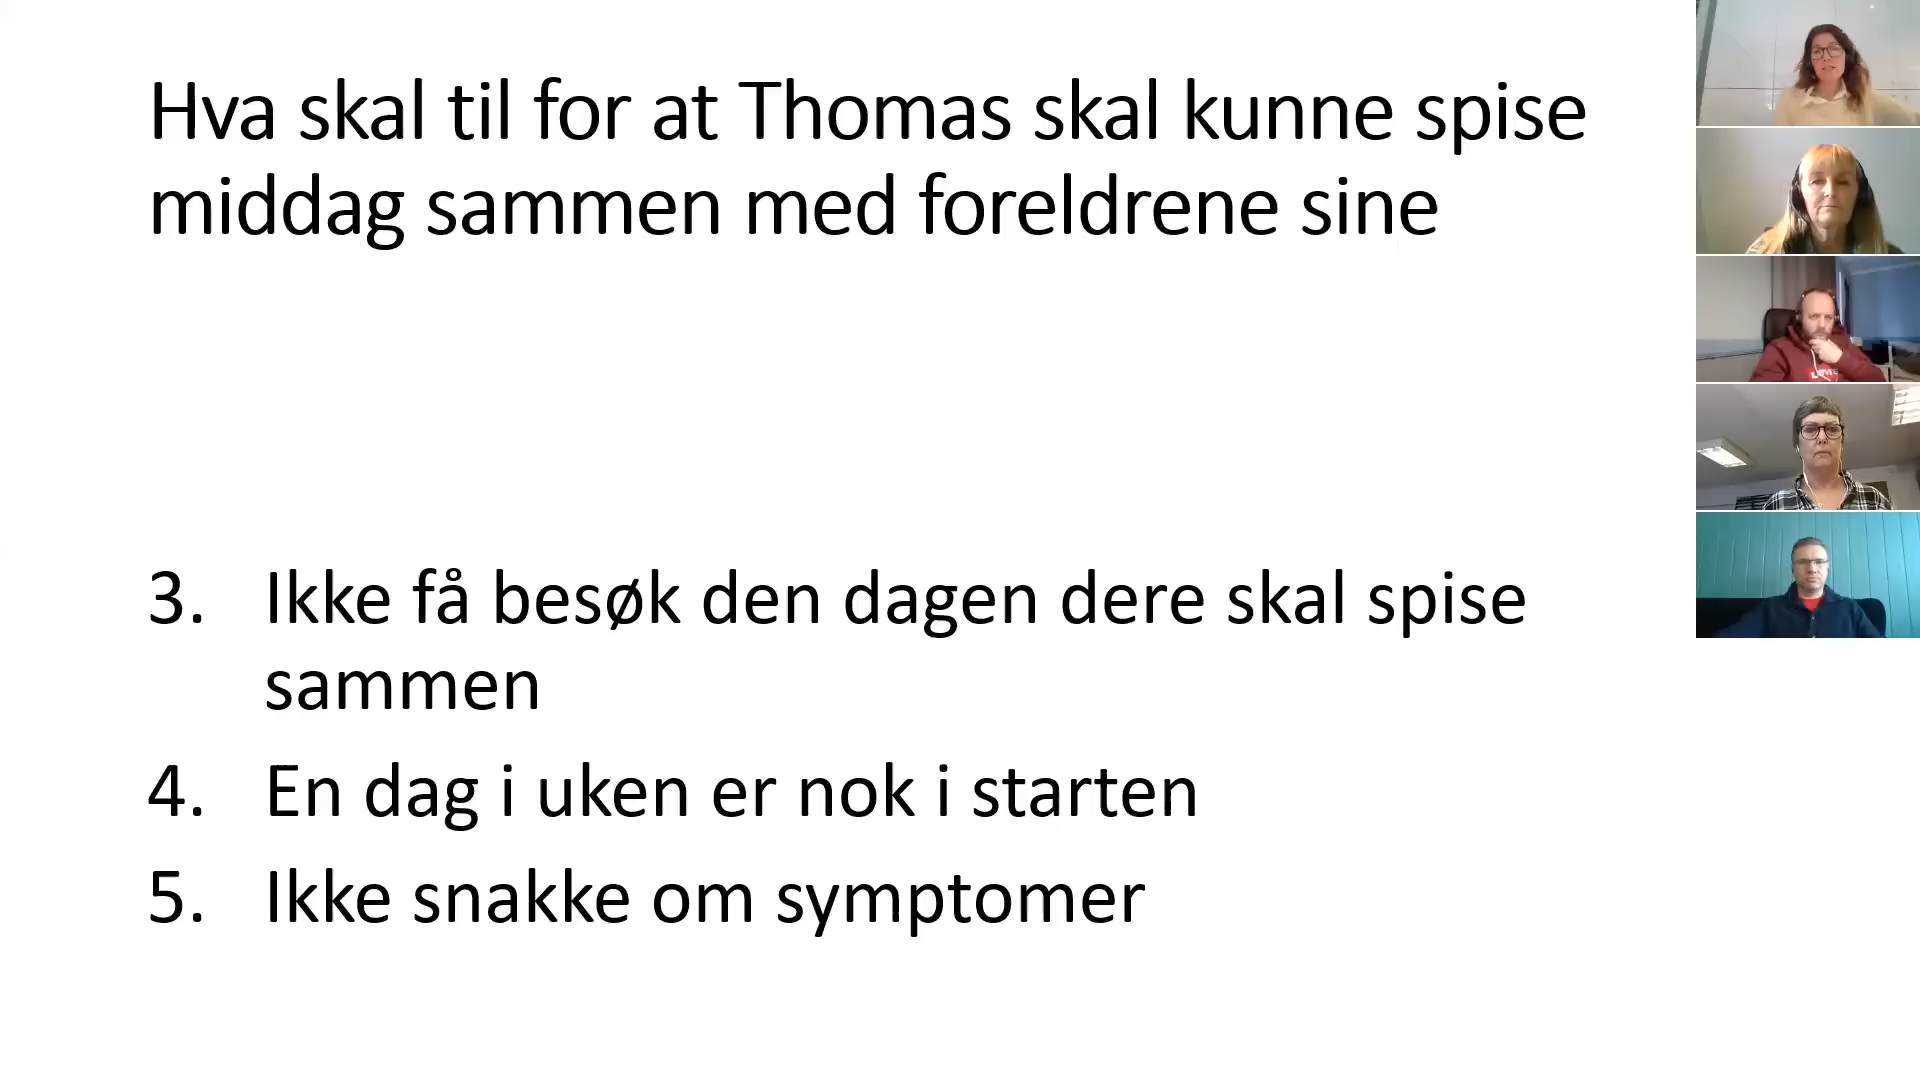 Hva skal til for at Thomas skal kunne spise
middag sammen med foreldrene sine
3. Ikke få besøk den dagen dere skal spise
sammen
4. En dag i uken er nok i starten
5. Ikke snakke om symptomer